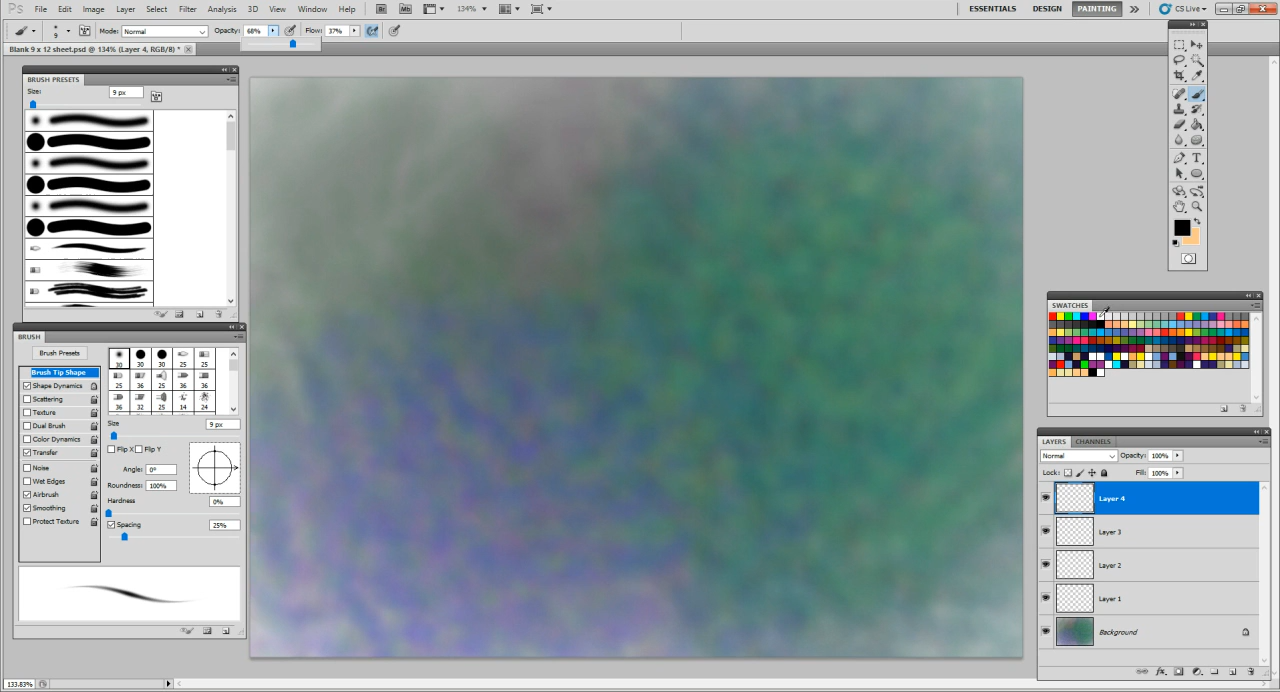 Ps File Edit Image Layer Select Filter Analysis 3D View Window Help Br Mb 134% ESSENTIALS DESIGN PAINTING CS Live
9 Mode: Normal Opacity: 68% Flow: 37%
Blank 9 x 12 sheet.psd @ 134% (Layer 4, RGB/8) *
BRUSH PRESETS
Size: 9 px
BRUSH
Brush Presets
Brush Tip Shape
Shape Dynamics
Scattering
Texture
Dual Brush
Color Dynamics
Transfer
Noise
Wet Edges
Airbrush
Smoothing
Protect Texture
30 30 30 25 25
25 36 25 36 36
36 32 25 14 24
Size 9 px
Flip X Flip Y
Angle: 0°
Roundness: 100%
Hardness 0%
Spacing 25%
SWATCHES
LAYERS CHANNELS
Normal Opacity: 100%
Lock: Fill: 100%
Layer 4
Layer 3
Layer 2
Layer 1
Background
133.83%